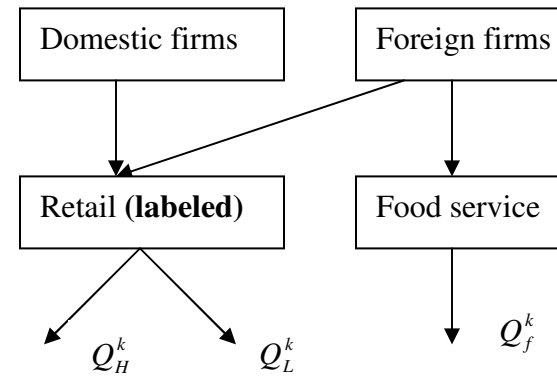 Domestic firms
Foreign firms
Retail (labeled)
Food service
Q_H^k
Q_L^k
Q_f^k